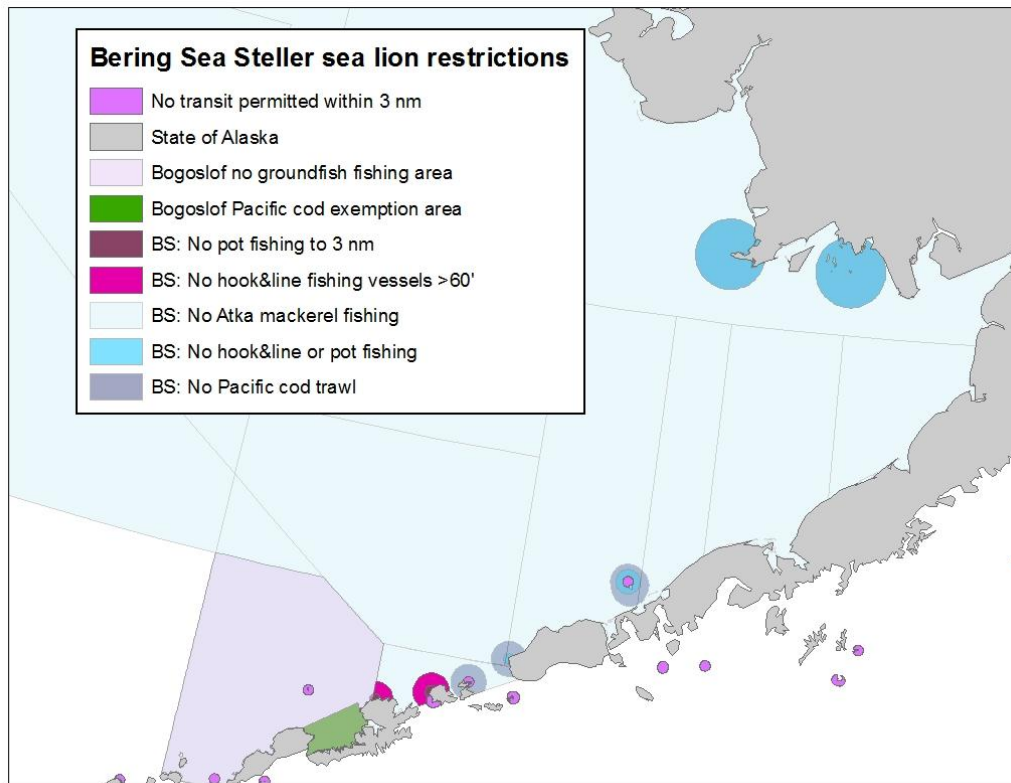 Bering Sea Steller sea lion restrictions
No transit permitted within 3 nm
State of Alaska
Bogoslof no groundfish fishing area
Bogoslof Pacific cod exemption area
BS: No pot fishing to 3 nm
BS: No hook&line fishing vessels >60'
BS: No Atka mackerel fishing
BS: No hook&line or pot fishing
BS: No Pacific cod trawl